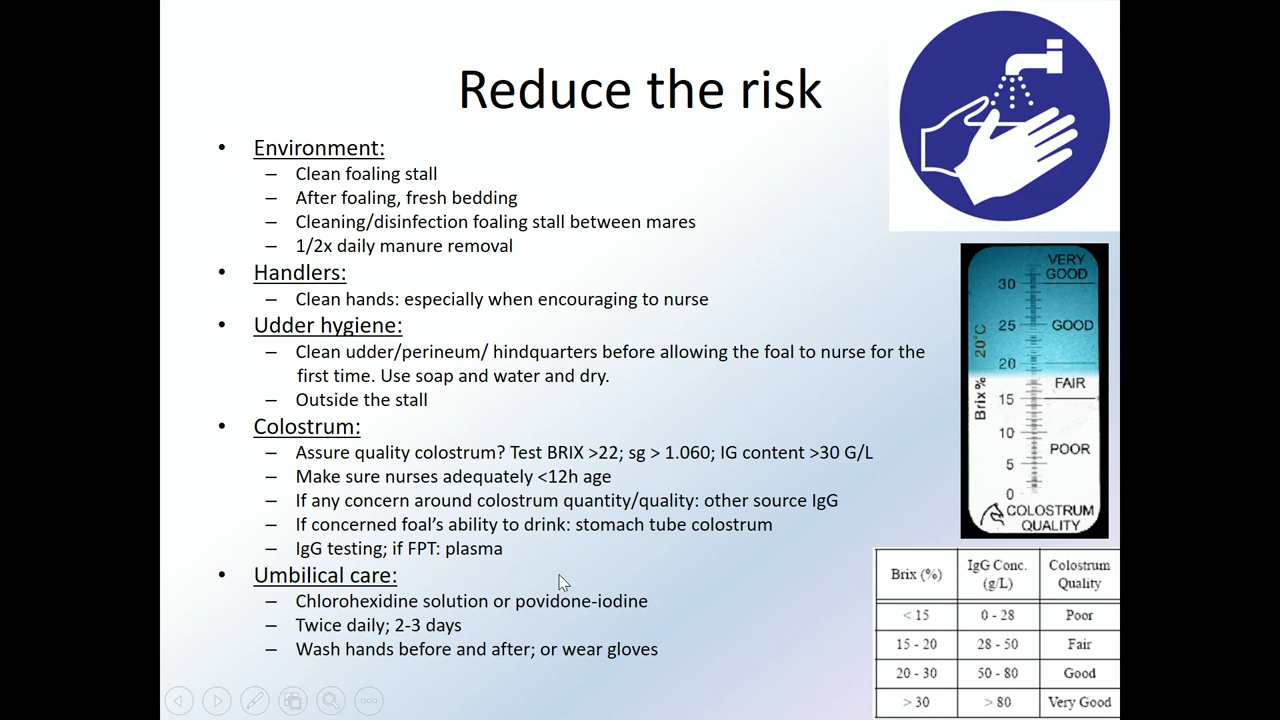 Reduce the risk
• Environment:
– Clean foaling stall
– After foaling, fresh bedding
– Cleaning/disinfection foaling stall between mares
– 1/2x daily manure removal
• Handlers:
– Clean hands: especially when encouraging to nurse
• Udder hygiene:
– Clean udder/perineum/ hindquarters before allowing the foal to nurse for the
first time. Use soap and water and dry.
– Outside the stall
• Colostrum:
– Assure quality colostrum? Test BRIX >22; sg > 1.060; IG content >30 G/L
– Make sure nurses adequately <12h age
– If any concern around colostrum quantity/quality: other source IgG
– If concerned foal's ability to drink: stomach tube colostrum
– IgG testing; if FPT: plasma
• Umbilical care:
– Chlorohexidine solution or povidone-iodine
– Twice daily; 2-3 days
– Wash hands before and after; or wear gloves
VERY
GOOD
30
25 GOOD
20°C
20
FAIR
Brix%
15
10
POOR
5
0
COLOSTRUM
QUALITY
Brix (%) IgG Conc. (g/L) Colostrum Quality
< 15 0 - 28 Poor
15 - 20 28 - 50 Fair
20 - 30 50 - 80 Good
> 30 > 80 Very Good